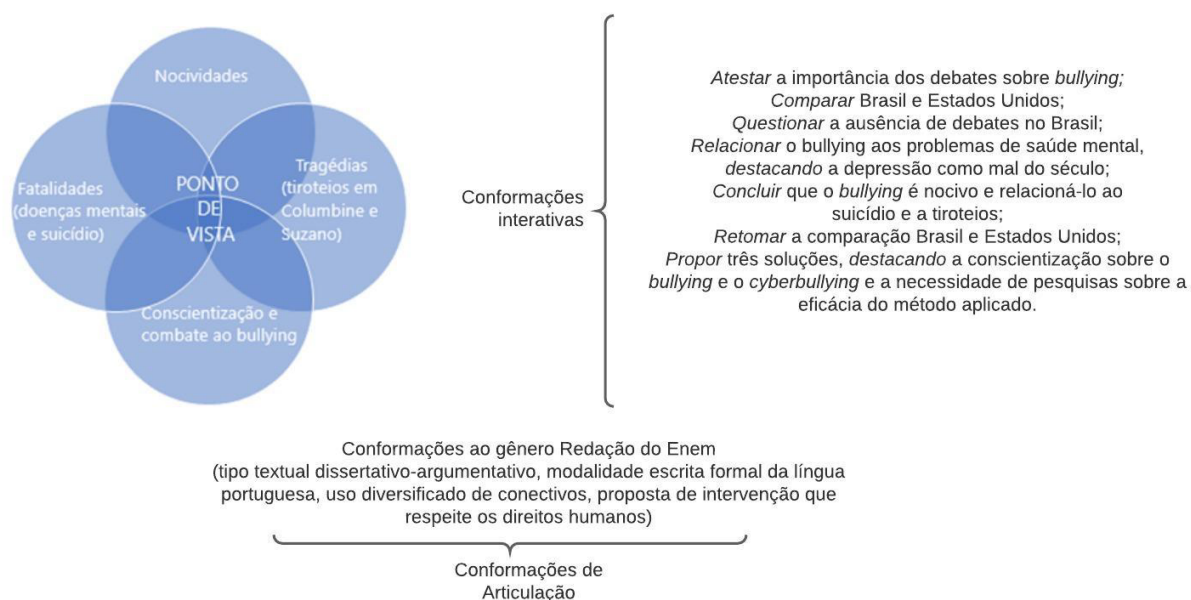 Nocividades
Fatalidades
(doenças mentais
e suicídio)
PONTO
DE
VISTA
Tragédias
(tiroteios em
Columbine e
Suzano)
Conscientização e
combate ao bullying
Conformações
interativas
Atestar a importância dos debates sobre bullying;
Comparar Brasil e Estados Unidos;
Questionar a ausência de debates no Brasil;
Relacionar o bullying aos problemas de saúde mental,
destacando a depressão como mal do século;
Concluir que o bullying é nocivo e relacioná-lo ao
suicídio e a tiroteios;
Retomar a comparação Brasil e Estados Unidos;
Propor três soluções, destacando a conscientização sobre o
bullying e o cyberbullying e a necessidade de pesquisas sobre a
eficácia do método aplicado.
Conformações ao gênero Redação do Enem
(tipo textual dissertativo-argumentativo, modalidade escrita formal da língua
portuguesa, uso diversificado de conectivos, proposta de intervenção que
respeite os direitos humanos)
Conformações de
Articulação